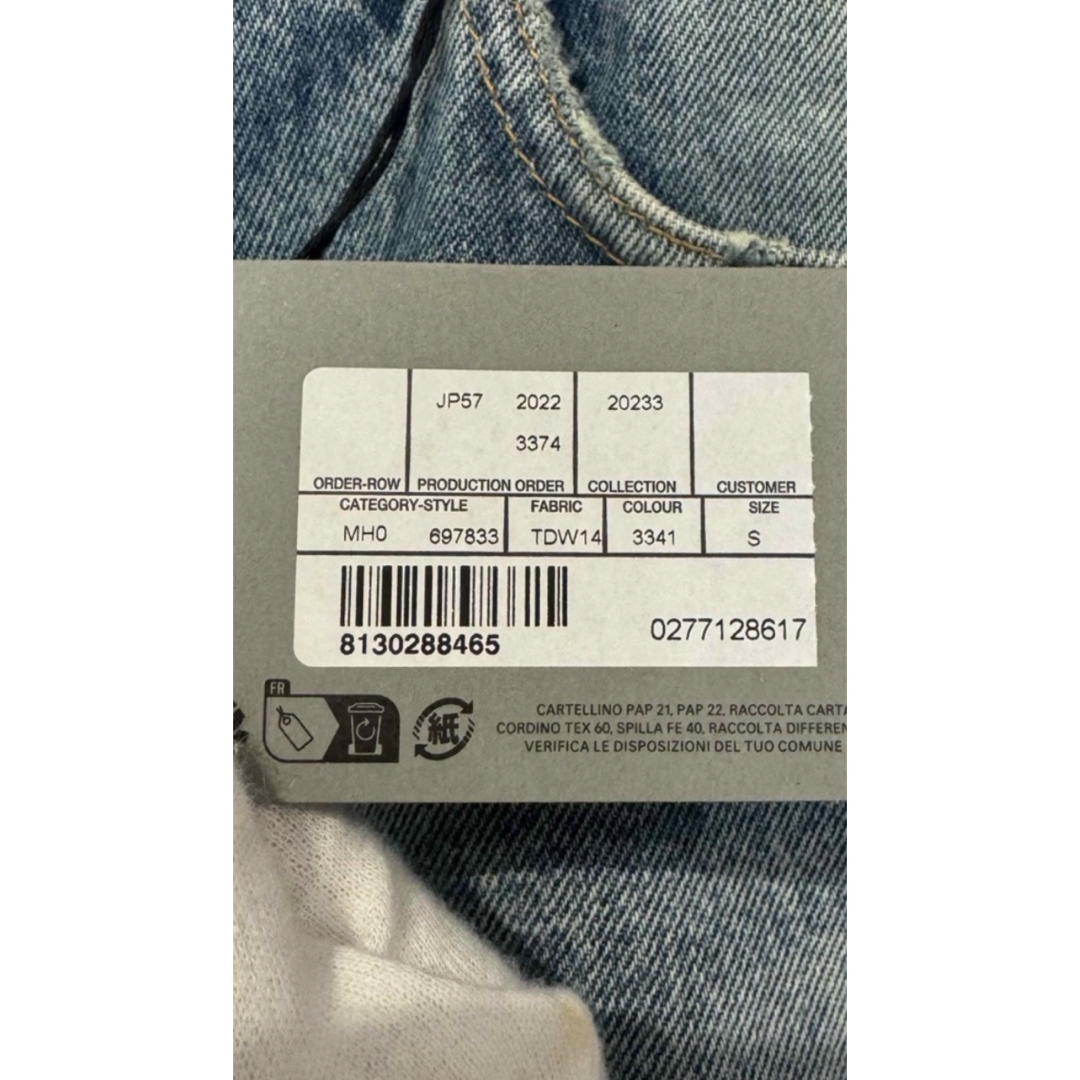 JP57 2022 20233
3374
ORDER-ROW PRODUCTION ORDER COLLECTION CUSTOMER
CATEGORY-STYLE FABRIC COLOUR SIZE
MH0 697833 TDW14 3341 S
8130288465 0277128617
FR
紙
CARTELLINO PAP 21, PAP 22, RACCOLTA CARTA
CORDINO TEX 60, SPILLA FE 40, RACCOLTA DIFFEREN
VERIFICA LE DISPOSIZIONI DEL TUO COMUNE